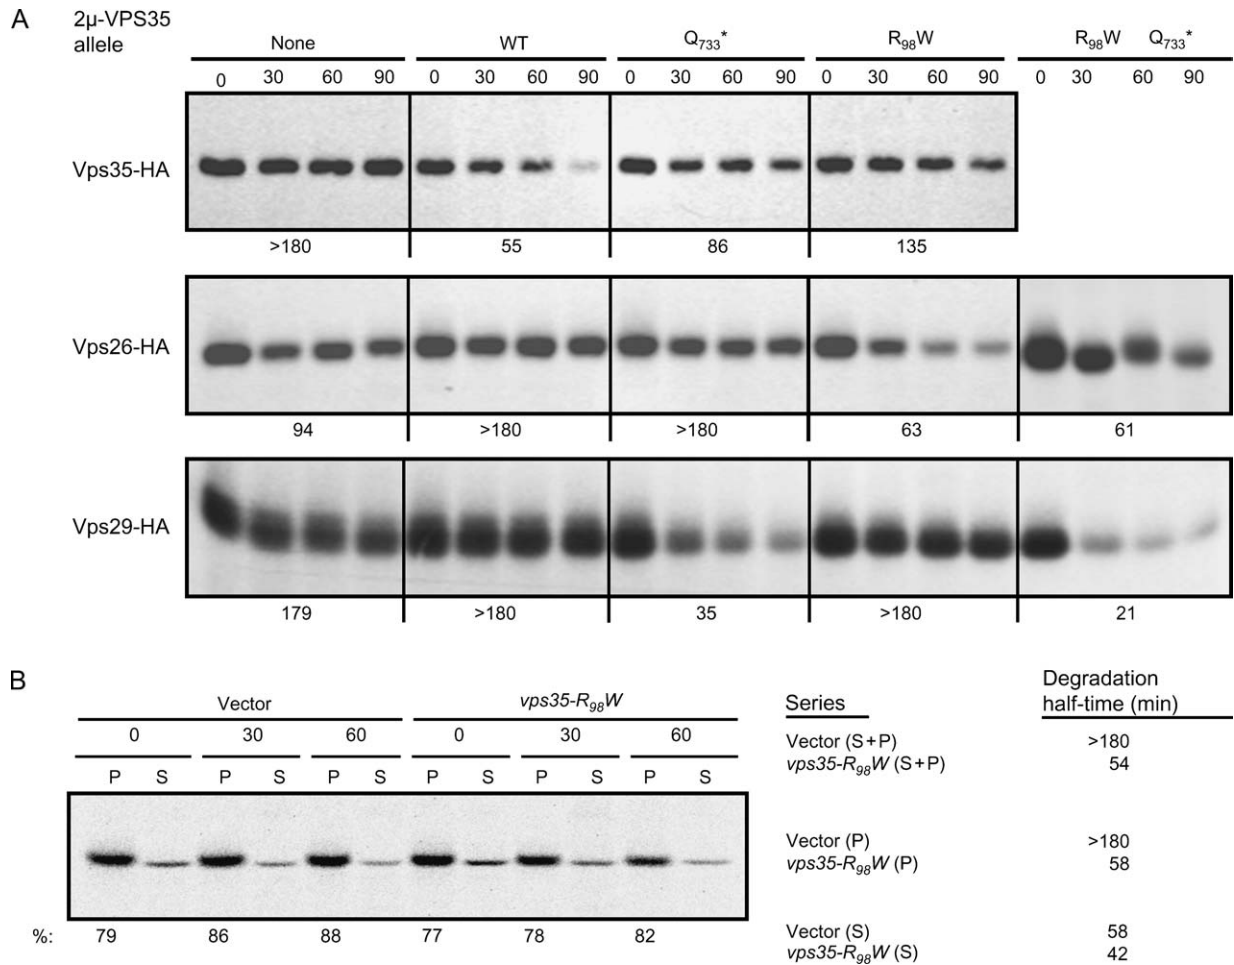 A
2μ-VPS35
allele
None WT Q733* R98W R98W Q733*
0 30 60 90 0 30 60 90 0 30 60 90 0 30 60 90 0 30 60 90
Vps35-HA
>180 55 86 135
Vps26-HA
94 >180 >180 63 61
Vps29-HA
179 >180 35 >180 21
B
Vector vps35-R98W
0 30 60 0 30 60
P S P S P S P S P S P S
%: 79 86 88 77 78 82
Series Degradation half-time (min)
Vector (S+P) >180
vps35-R98W (S+P) 54
Vector (P) >180
vps35-R98W (P) 58
Vector (S) 58
vps35-R98W (S) 42